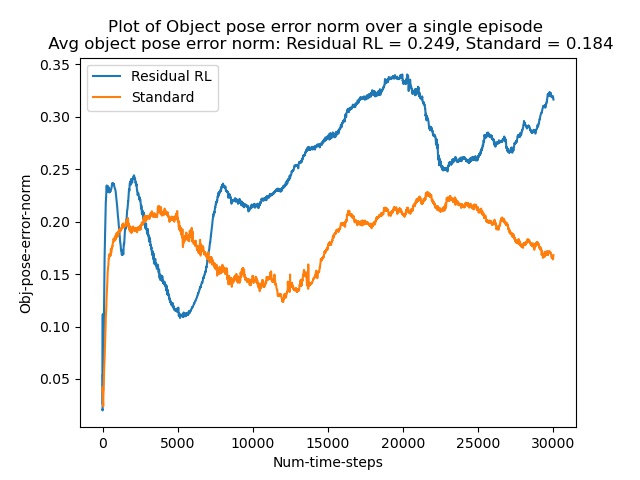 Plot of Object pose error norm over a single episode
Avg object pose error norm: Residual RL = 0.249, Standard = 0.184
Residual RL
Standard
0.35
0.30
0.25
0.20
0.15
0.10
0.05
Obj-pose-error-norm
0 5000 10000 15000 20000 25000 30000
Num-time-steps